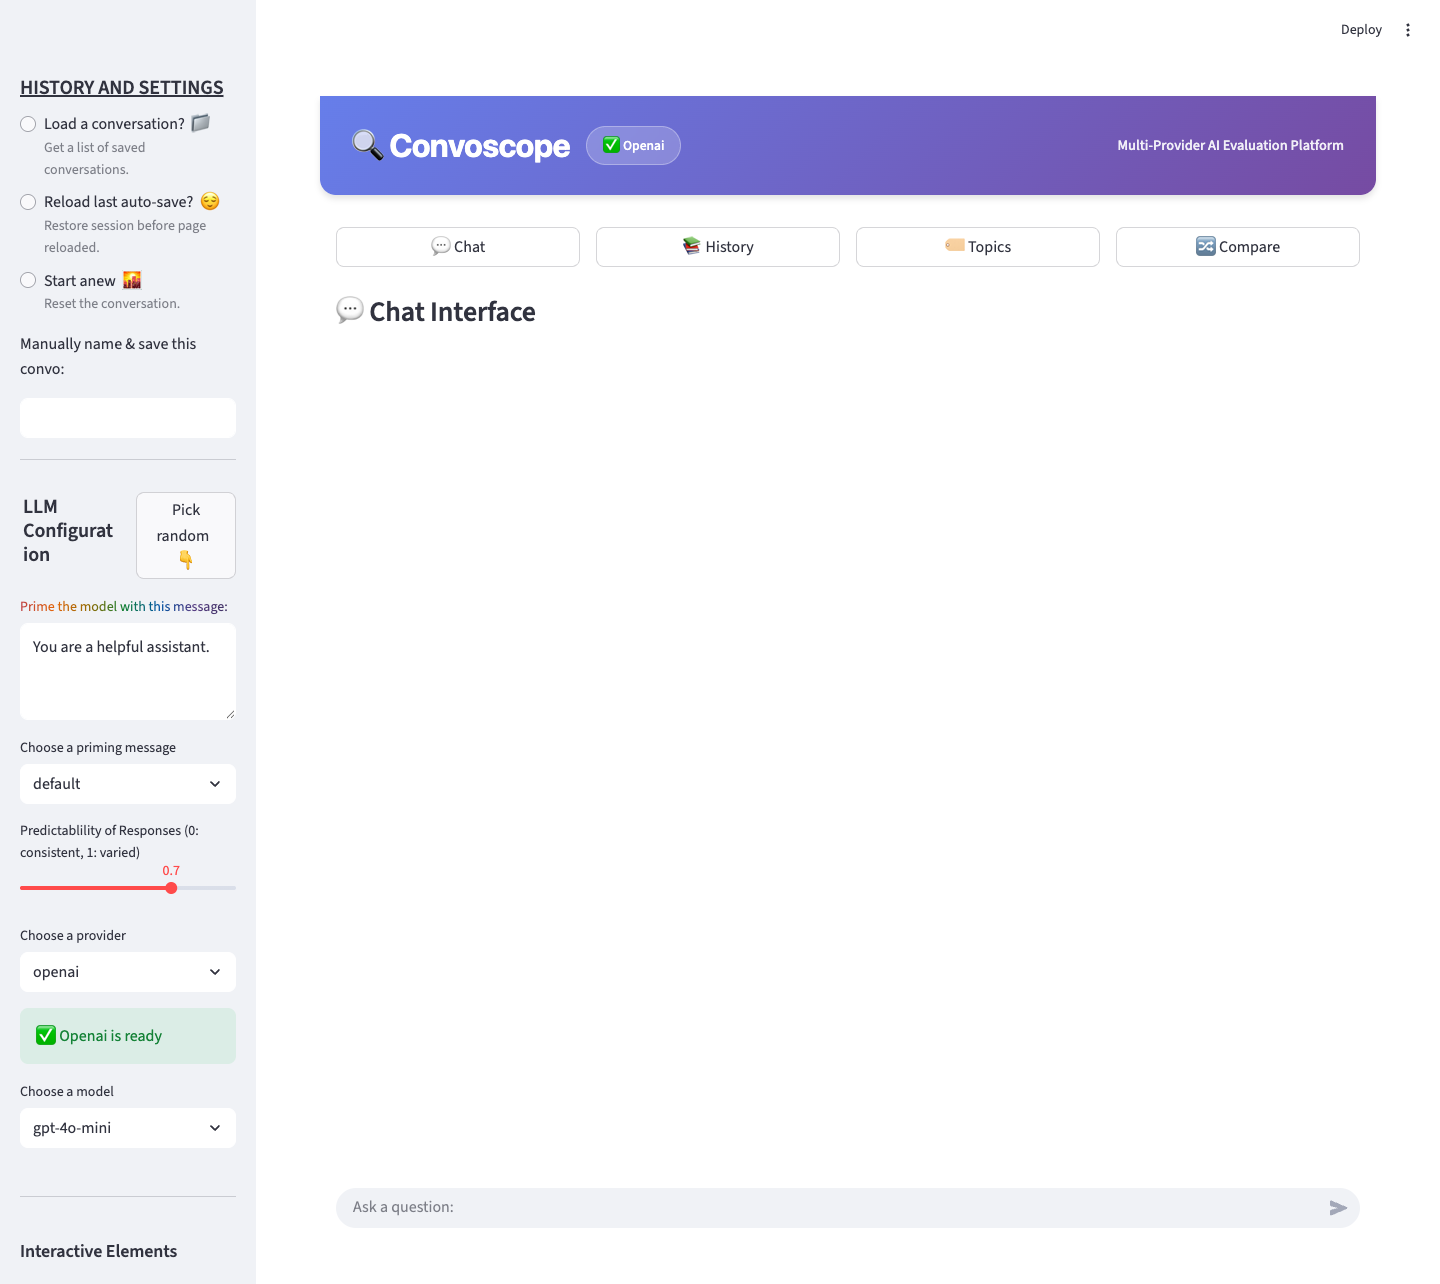 Deploy
HISTORY AND SETTINGS
Load a conversation?
Get a list of saved
conversations.
Reload last auto-save?
Restore session before page
reloaded.
Start anew
Reset the conversation.
Manually name & save this
convo:
LLM
Configurat
ion
Pick
random
Prime the model with this message:
You are a helpful assistant.
Choose a priming message
default
Predictablility of Responses (0:
consistent, 1: varied)
0.7
Choose a provider
openai
Openai is ready
Choose a model
gpt-4o-mini
Interactive Elements
Convoscope
Openai
Multi-Provider AI Evaluation Platform
Chat
History
Topics
Compare
Chat Interface
Ask a question: